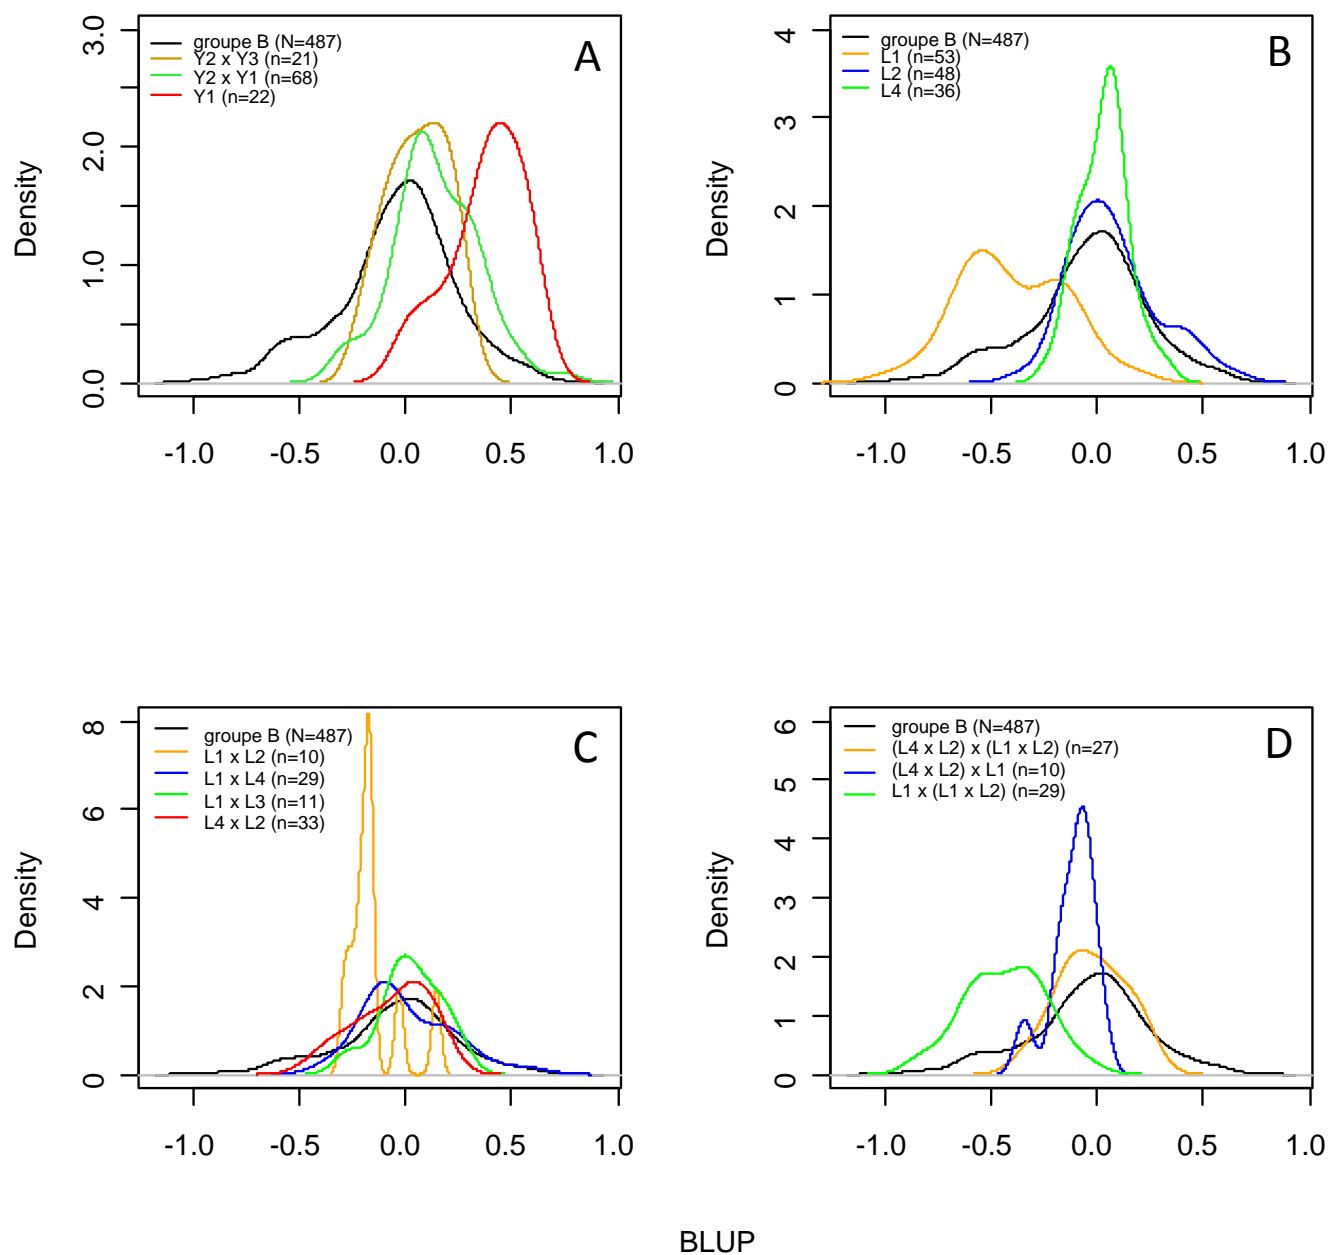 A
groupe B (N=487)
Y2 x Y3 (n=21)
Y2 x Y1 (n=68)
Y1 (n=22)
Density
3.0
2.0
1.0
0.0
-1.0 -0.5 0.0 0.5 1.0
B
groupe B (N=487)
L1 (n=53)
L2 (n=48)
L4 (n=36)
Density
4
3
2
1
0
-1.0 -0.5 0.0 0.5 1.0
C
groupe B (N=487)
L1 x L2 (n=10)
L1 x L4 (n=29)
L1 x L3 (n=11)
L4 x L2 (n=33)
Density
8
6
4
2
0
-1.0 -0.5 0.0 0.5 1.0
D
groupe B (N=487)
(L4 x L2) x (L1 x L2) (n=27)
(L4 x L2) x L1 (n=10)
L1 x (L1 x L2) (n=29)
Density
6
5
4
3
2
1
0
-1.0 -0.5 0.0 0.5 1.0
BLUP